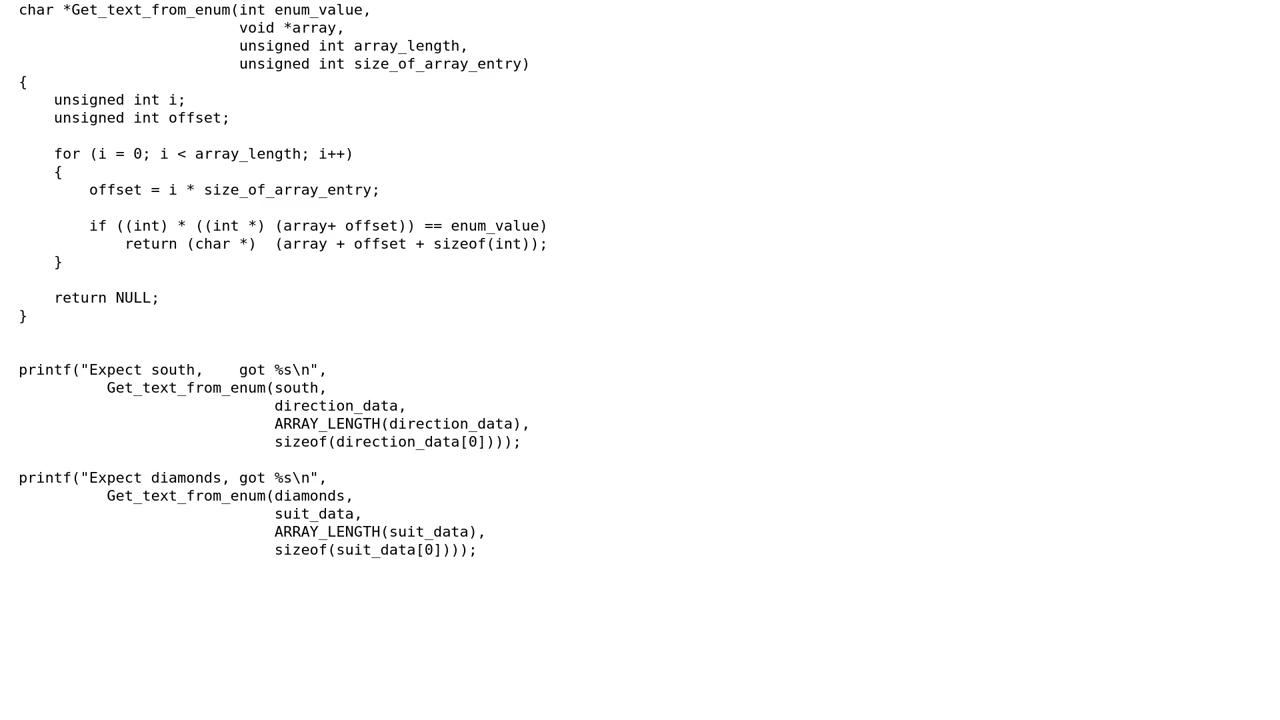 char *Get_text_from_enum(int enum_value,
                         void *array,
                         unsigned int array_length,
                         unsigned int size_of_array_entry)
{
    unsigned int i;
    unsigned int offset;

    for (i = 0; i < array_length; i++)
    {
        offset = i * size_of_array_entry;

        if ((int) * ((int *) (array+ offset)) == enum_value)
            return (char *)  (array + offset + sizeof(int));
    }

    return NULL;
}


printf("Expect south,    got %s\n",
          Get_text_from_enum(south,
                             direction_data,
                             ARRAY_LENGTH(direction_data),
                             sizeof(direction_data[0])));

printf("Expect diamonds, got %s\n",
          Get_text_from_enum(diamonds,
                             suit_data,
                             ARRAY_LENGTH(suit_data),
                             sizeof(suit_data[0])));